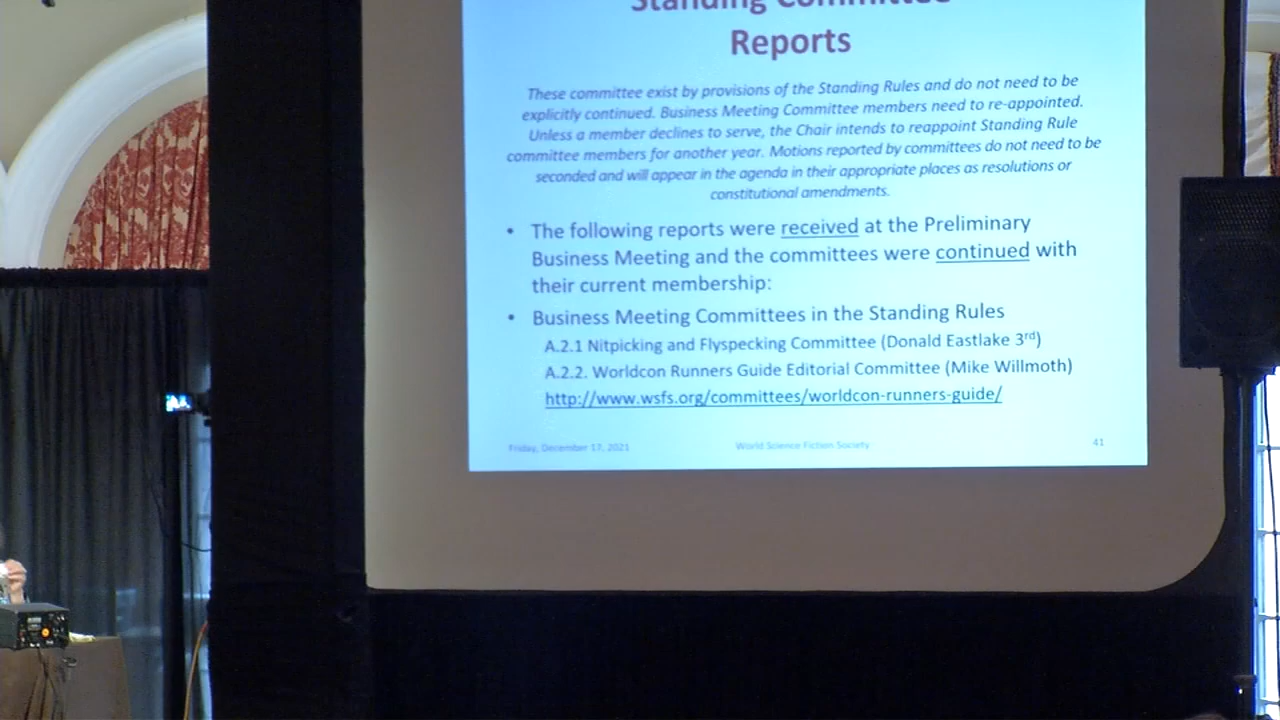 Standing Committee
Reports
These committee exist by provisions of the Standing Rules and do not need to be
explicitly continued. Business Meeting Committee members need to re-appointed.
Unless a member declines to serve, the Chair intends to reappoint Standing Rule
committee members for another year. Motions reported by committees do not need to be
seconded and will appear in the agenda in their appropriate places as resolutions or
constitutional amendments.
• The following reports were received at the Preliminary
Business Meeting and the committees were continued with
their current membership:
• Business Meeting Committees in the Standing Rules
A.2.1 Nitpicking and Flyspecking Committee (Donald Eastlake 3rd)
A.2.2. Worldcon Runners Guide Editorial Committee (Mike Willmoth)
http://www.wsfs.org/committees/worldcon-runners-guide/
Friday, December 17, 2021 World Science Fiction Society 41